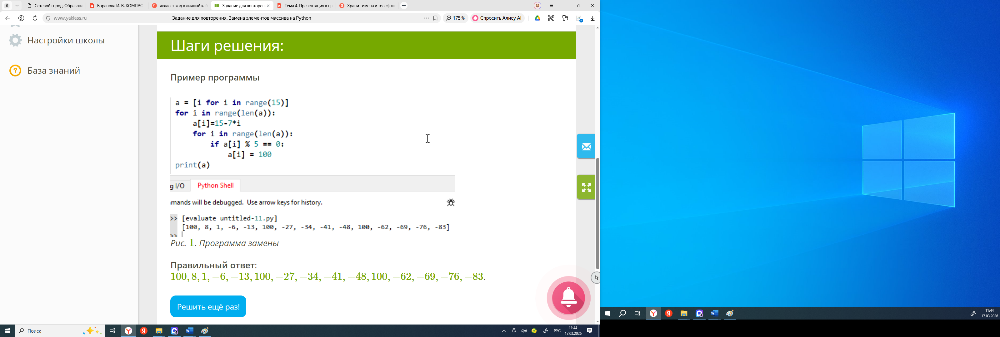 6
Сетевой город. Образова
Баранова И. В. КОМПАС -
якласс вход в личный каб
Задание для повторен
Тема 4. Презентация к пр
Хранит имена и телефон
www.yaklass.ru
Задание для повторения. Замена элементов массива на Python
175 %
Спросить Алису AI
Настройки школы
База знаний
Шаги решения:
Пример программы
a = [i for i in range(15)]
for i in range(len(a)):
    a[i]=15-7*i
    for i in range(len(a)):
        if a[i] % 5 == 0:
            a[i] = 100
print(a)
g I/O
Python Shell
mands will be debugged. Use arrow keys for history.
>> [evaluate untitled-11.py]
[100, 8, 1, -6, -13, 100, -27, -34, -41, -48, 100, -62, -69, -76, -83]
>>
Рис. 1. Программа замены
Правильный ответ:
100, 8, 1, −6, −13, 100, −27, −34, −41, −48, 100, −62, −69, −76, −83.
Решить ещё раз!
Поиск
РУС
11:44
17.03.2026
11:44
17.03.2026